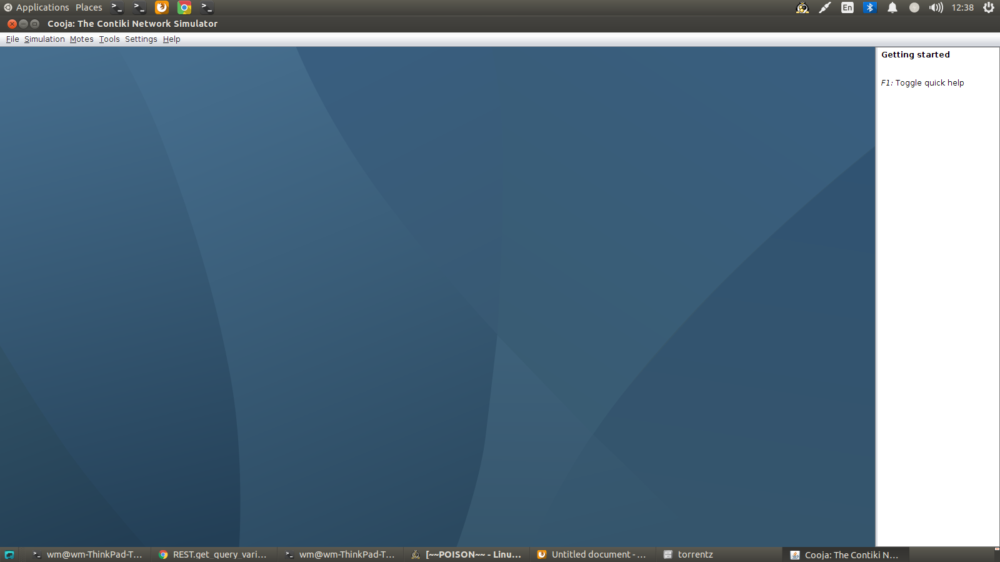 Applications Places En 12:38
Cooja: The Contiki Network Simulator
File Simulation Motes Tools Settings Help
Getting started
F1: Toggle quick help
wm@wm-ThinkPad-T... REST.get_query_vari... wm@wm-ThinkPad-T... [~~POISON~~ - Linu... Untitled document - ... torrentz Cooja: The Contiki N...